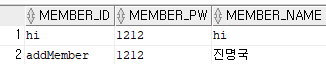 MEMBER_ID MEMBER_PW MEMBER_NAME
1 hi 1212 hi
2 addMember 1212 진명국